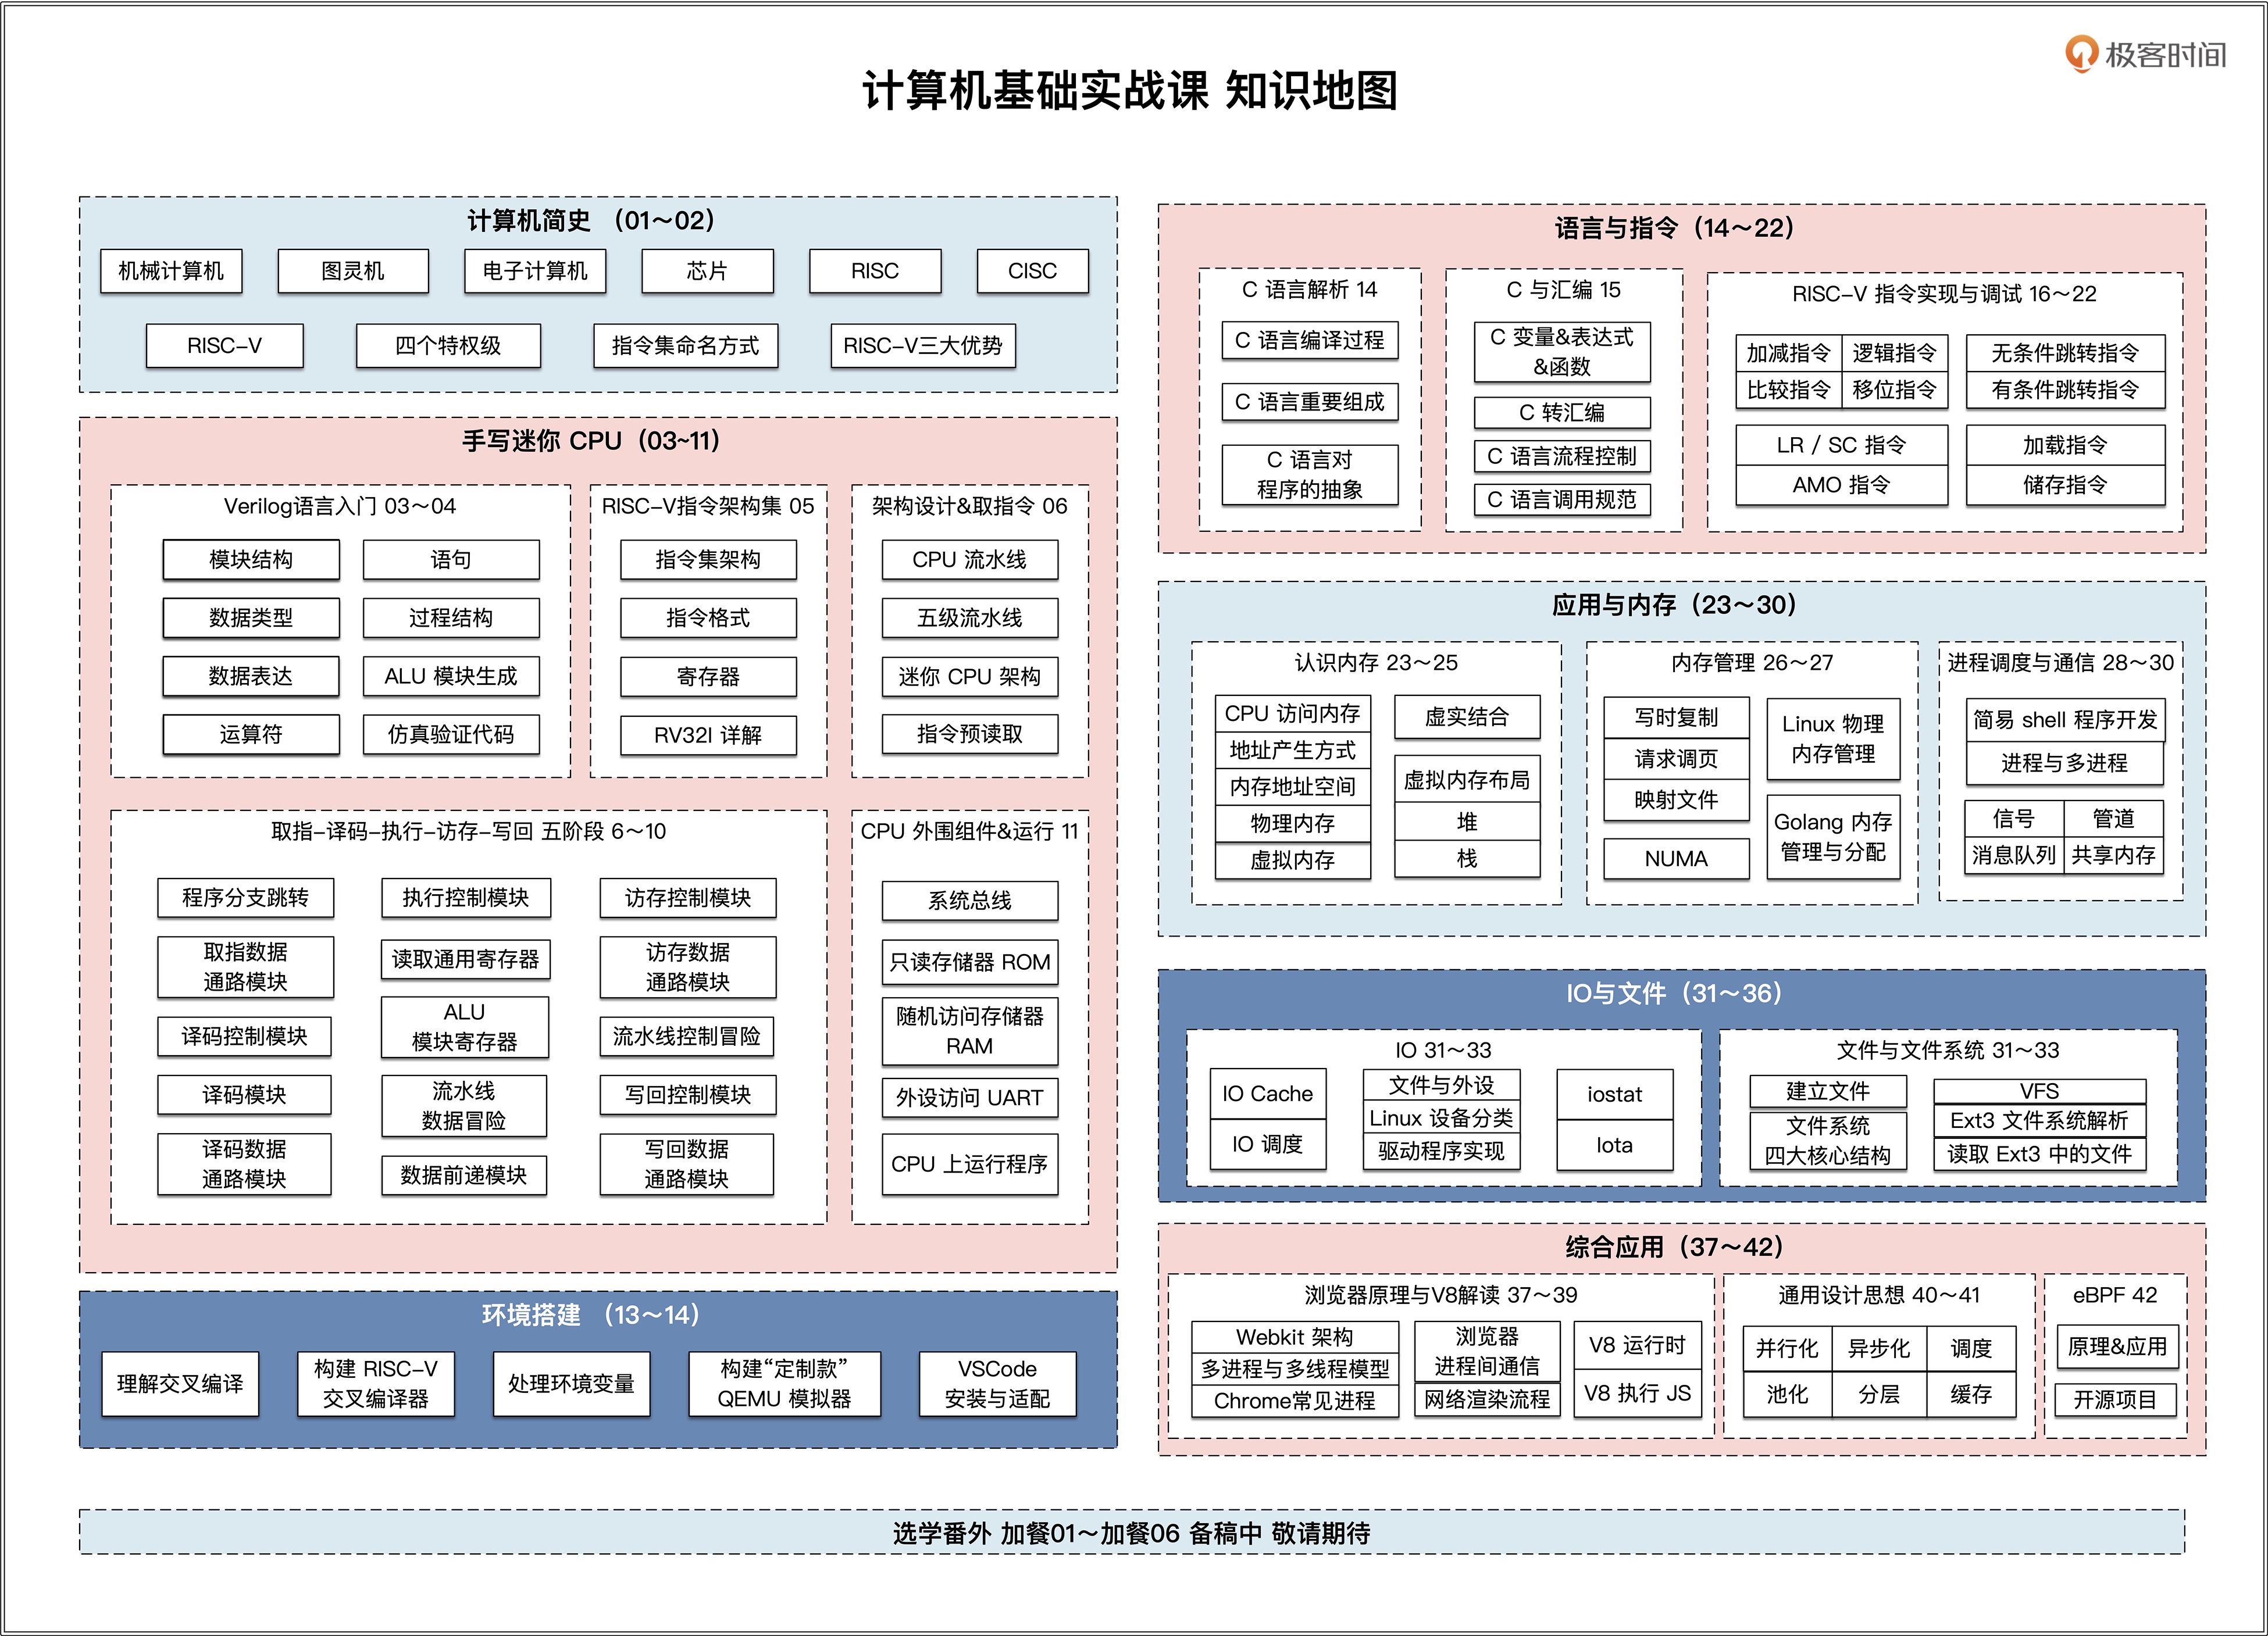 极客时间
计算机基础实战课 知识地图
计算机简史 （01～02）
机械计算机
图灵机
电子计算机
芯片
RISC
CISC
RISC-V
四个特权级
指令集命名方式
RISC-V三大优势
手写迷你 CPU（03~11）
Verilog语言入门 03～04
模块结构
语句
数据类型
过程结构
数据表达
ALU 模块生成
运算符
仿真验证代码
RISC-V指令架构集 05
指令集架构
指令格式
寄存器
RV32I 详解
架构设计&取指令 06
CPU 流水线
五级流水线
迷你 CPU 架构
指令预读取
取指-译码-执行-访存-写回 五阶段 6～10
程序分支跳转
取指数据
通路模块
译码控制模块
译码模块
译码数据
通路模块
执行控制模块
读取通用寄存器
ALU
模块寄存器
流水线
数据冒险
数据前递模块
访存控制模块
访存数据
通路模块
流水线控制冒险
写回控制模块
写回数据
通路模块
CPU 外围组件&运行 11
系统总线
只读存储器 ROM
随机访问存储器
RAM
外设访问 UART
CPU 上运行程序
环境搭建 （13～14）
理解交叉编译
构建 RISC-V
交叉编译器
处理环境变量
构建“定制款”
QEMU 模拟器
VSCode
安装与适配
语言与指令（14～22）
C 语言解析 14
C 语言编译过程
C 语言重要组成
C 语言对
程序的抽象
C 与汇编 15
C 变量&表达式
&函数
C 转汇编
C 语言流程控制
C 语言调用规范
RISC-V 指令实现与调试 16～22
加减指令
逻辑指令
比较指令
移位指令
无条件跳转指令
有条件跳转指令
LR / SC 指令
AMO 指令
加载指令
储存指令
应用与内存（23～30）
认识内存 23～25
CPU 访问内存
地址产生方式
内存地址空间
物理内存
虚拟内存
虚实结合
虚拟内存布局
堆
栈
内存管理 26～27
写时复制
请求调页
映射文件
NUMA
Linux 物理
内存管理
Golang 内存
管理与分配
进程调度与通信 28～30
简易 shell 程序开发
进程与多进程
信号
管道
消息队列
共享内存
IO与文件（31～36）
IO 31～33
IO Cache
IO 调度
文件与外设
Linux 设备分类
驱动程序实现
iostat
Iota
文件与文件系统 31～33
建立文件
文件系统
四大核心结构
VFS
Ext3 文件系统解析
读取 Ext3 中的文件
综合应用（37～42）
浏览器原理与V8解读 37～39
Webkit 架构
多进程与多线程模型
Chrome常见进程
浏览器
进程间通信
网络渲染流程
V8 运行时
V8 执行 JS
通用设计思想 40～41
并行化
异步化
调度
池化
分层
缓存
eBPF 42
原理&应用
开源项目
选学番外 加餐01～加餐06 备稿中 敬请期待